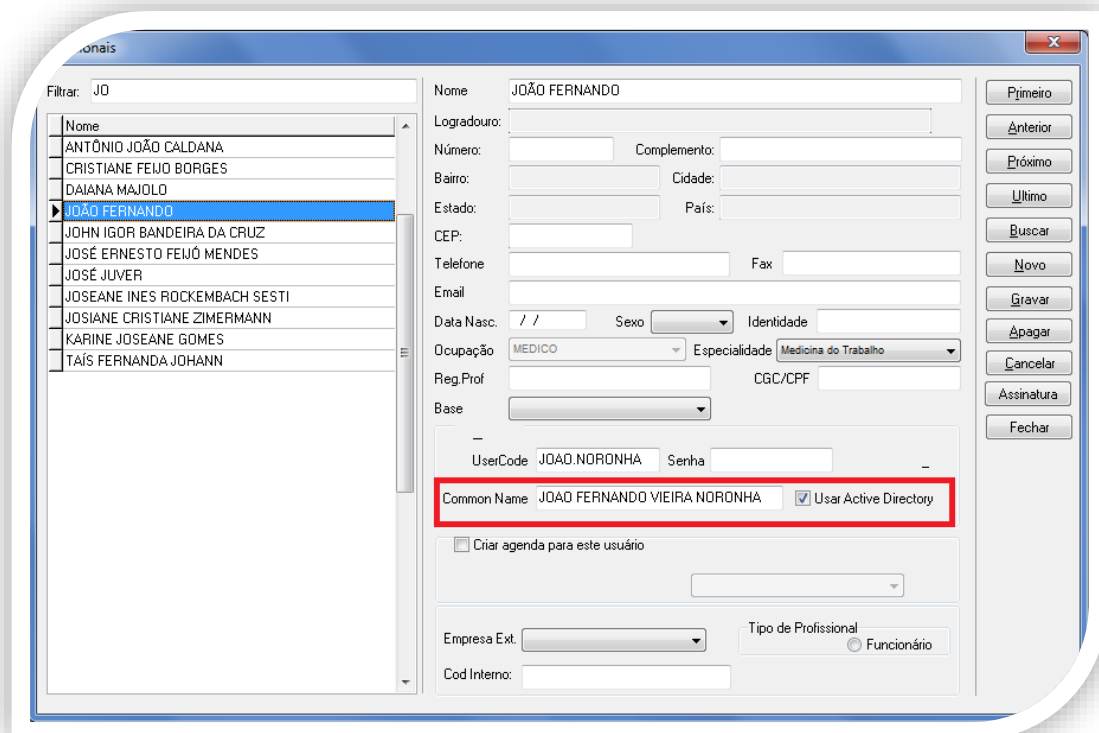 ionais
X
Filtrar: JO
Nome
ANTÔNIO JOÃO CALDANA
CRISTIANE FEIJO BORGES
DAIANA MAJOLO
JOÃO FERNANDO
JOHN IGOR BANDEIRA DA CRUZ
JOSÉ ERNESTO FEIJÓ MENDES
JOSÉ JUVER
JOSEANE INES ROCKEMBACH SESTI
JOSIANE CRISTIANE ZIMERMANN
KARINE JOSEANE GOMES
TAÍS FERNANDA JOHANN
Nome JOÃO FERNANDO
Logradouro:
Número: Complemento:
Bairro: Cidade:
Estado: País:
CEP:
Telefone Fax
Email
Data Nasc. / / Sexo Identidade
Ocupação MEDICO Especialidade Medicina do Trabalho
Reg.Prof CGC/CPF
Base
UserCode JOAO.NORONHA Senha
Common Name JOAO FERNANDO VIEIRA NORONHA Usar Active Directory
Criar agenda para este usuário
Tipo de Profissional
Empresa Ext. Funcionário
Cod Interno:
Primeiro
Anterior
Próximo
Ultimo
Buscar
Novo
Gravar
Apagar
Cancelar
Assinatura
Fechar